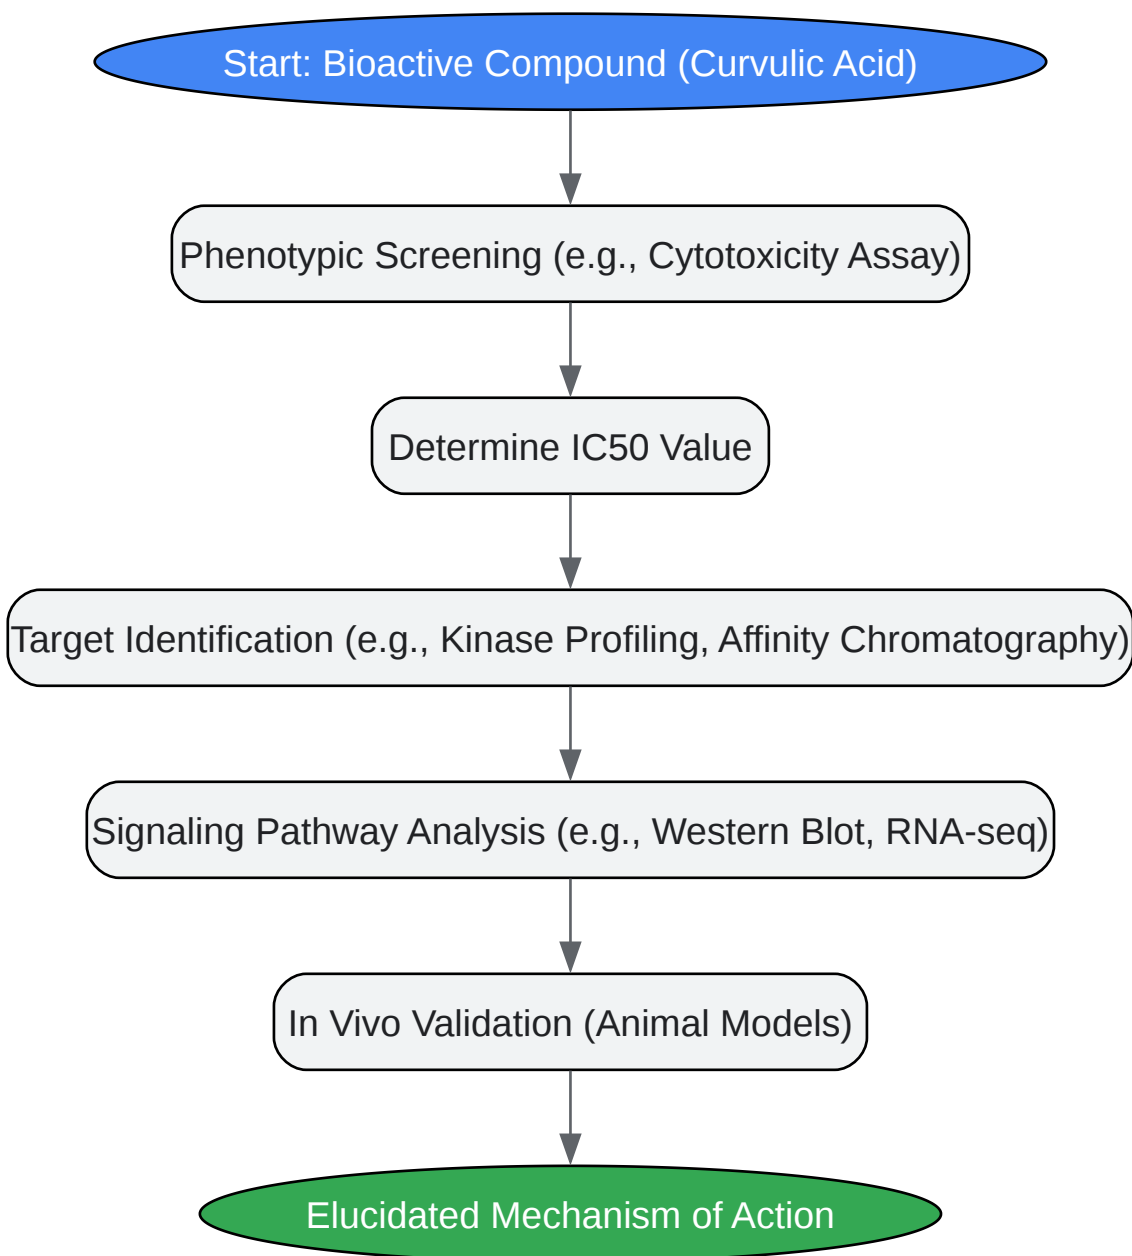 Start: Bioactive Compound (Curvulic Acid)
Phenotypic Screening (e.g., Cytotoxicity Assay)
Determine IC50 Value
Target Identification (e.g., Kinase Profiling, Affinity Chromatography)
Signaling Pathway Analysis (e.g., Western Blot, RNA-seq)
In Vivo Validation (Animal Models)
Elucidated Mechanism of Action